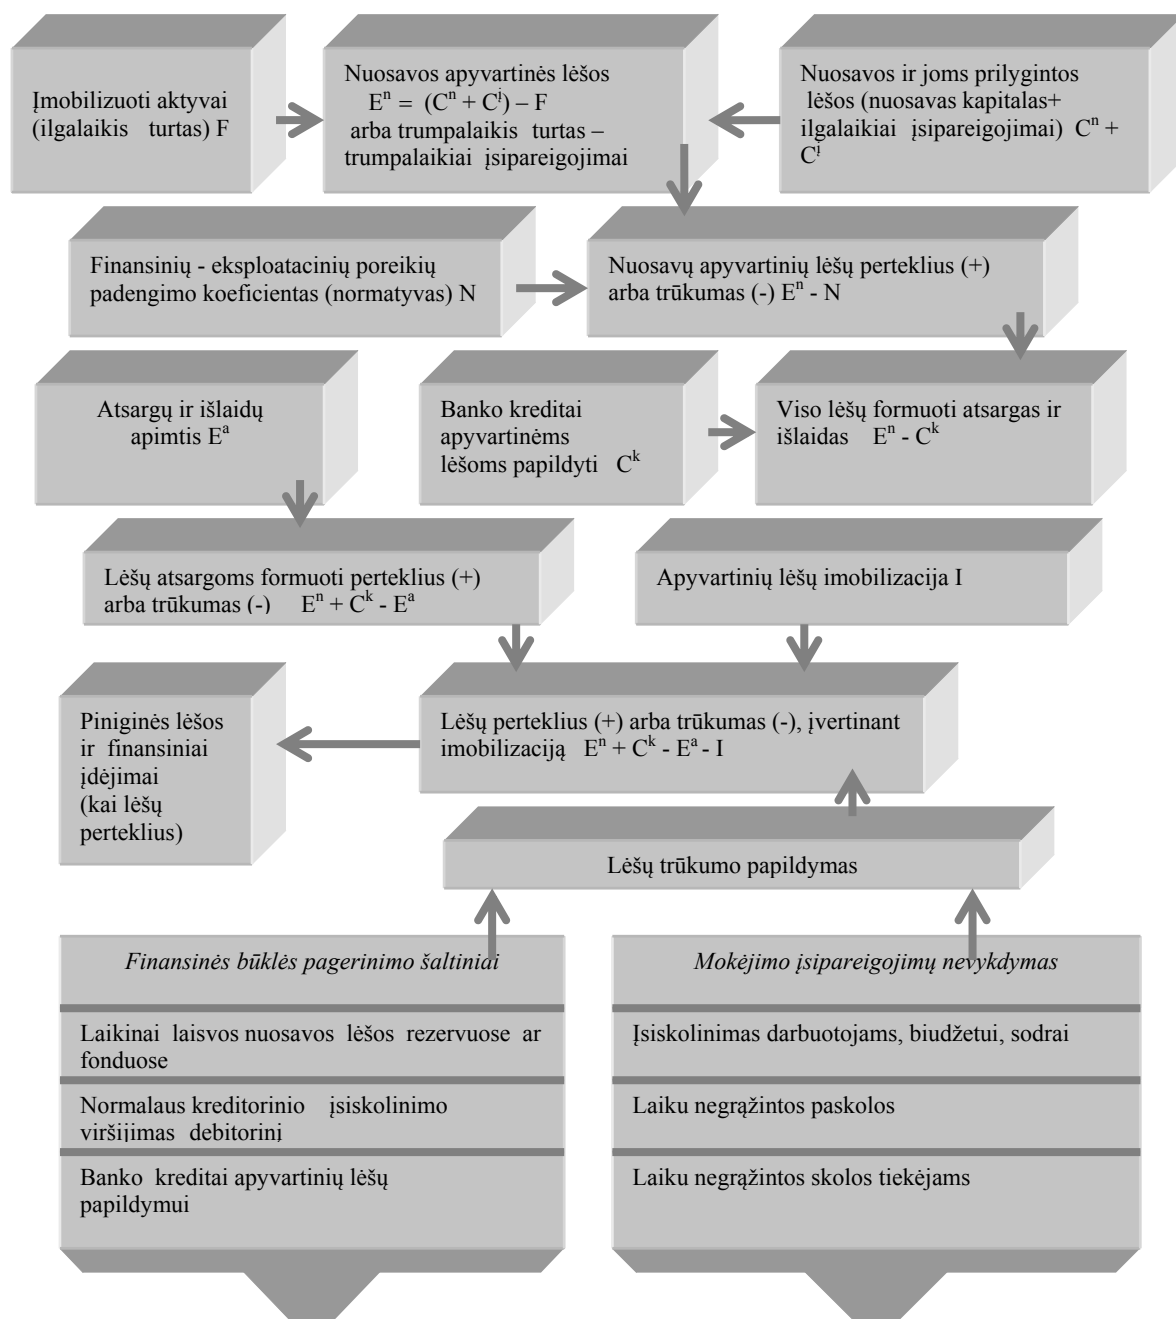 Įmobilizuoti aktyvai
(ilgalaikis turtas) F
Nuosavos apyvartinės lėšos
Eⁿ = (Cⁿ + Cį) – F
arba trumpalaikis turtas –
trumpalaikiai įsipareigojimai
Nuosavos ir joms prilygintos
lėšos (nuosavas kapitalas+
ilgalaikiai įsipareigojimai) Cⁿ +
Cį
Finansinių - eksploatacinių poreikių
padengimo koeficientas (normatyvas) N
Nuosavų apyvartinių lėšų perteklius (+)
arba trūkumas (-) Eⁿ - N
Atsargų ir išlaidų
apimtis Eᵃ
Banko kreditai
apyvartinėms
lėšoms papildyti Cᵏ
Viso lėšų formuoti atsargas ir
išlaidas Eⁿ - Cᵏ
Lėšų atsargoms formuoti perteklius (+)
arba trūkumas (-) Eⁿ + Cᵏ - Eᵃ
Apyvartinių lėšų imobilizacija I
Piniginės lėšos
ir finansiniai
įdėjimai
(kai lėšų
perteklius)
Lėšų perteklius (+) arba trūkumas (-), įvertinant
imobilizaciją Eⁿ + Cᵏ - Eᵃ - I
Lėšų trūkumo papildymas
Finansinės būklės pagerinimo šaltiniai
Laikinai laisvos nuosavos lėšos rezervuose ar
fonduose
Normalaus kreditorinio įsiskolinimo
viršijimas debitorinį
Banko kreditai apyvartinių lėšų
papildymui
Mokėjimo įsipareigojimų nevykdymas
Įsiskolinimas darbuotojams, biudžetui, sodrai
Laiku negrąžintos paskolos
Laiku negrąžintos skolos tiekėjams